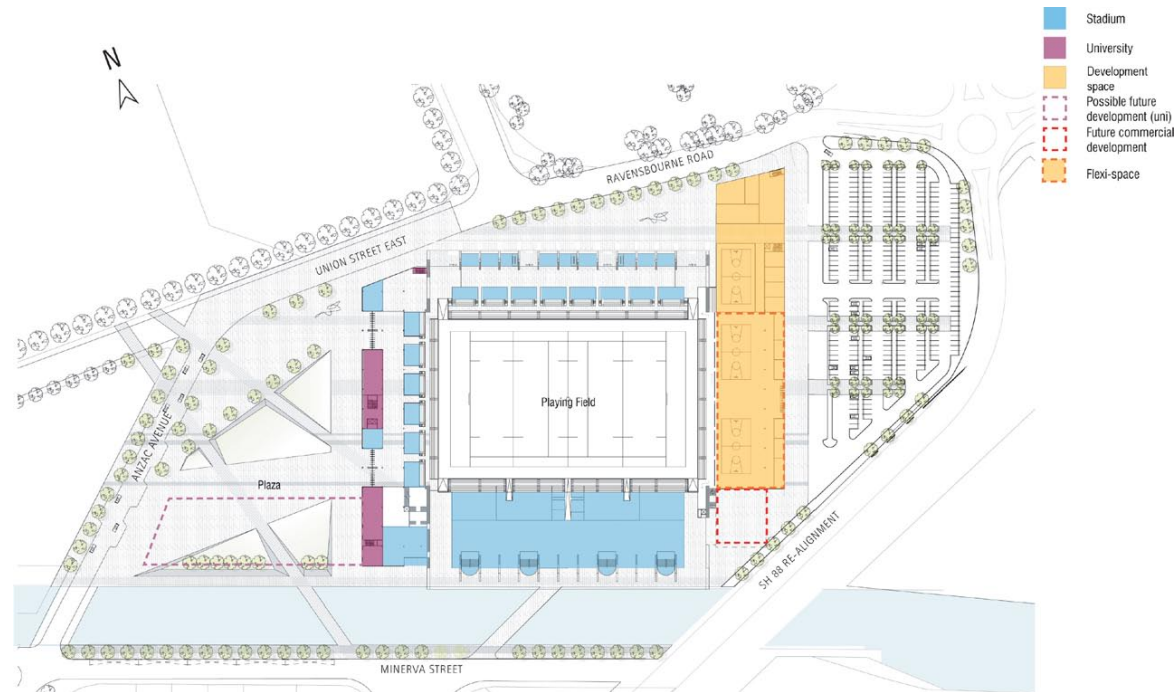 N
Stadium
University
Development
space
Possible future
development (uni)
Future commercial
development
Flexi-space
RAVENSBOURNE ROAD
UNION STREET EAST
Playing Field
ANZAC AVENUE
Plaza
SH 88 RE-ALIGNMENT
MINERVA STREET